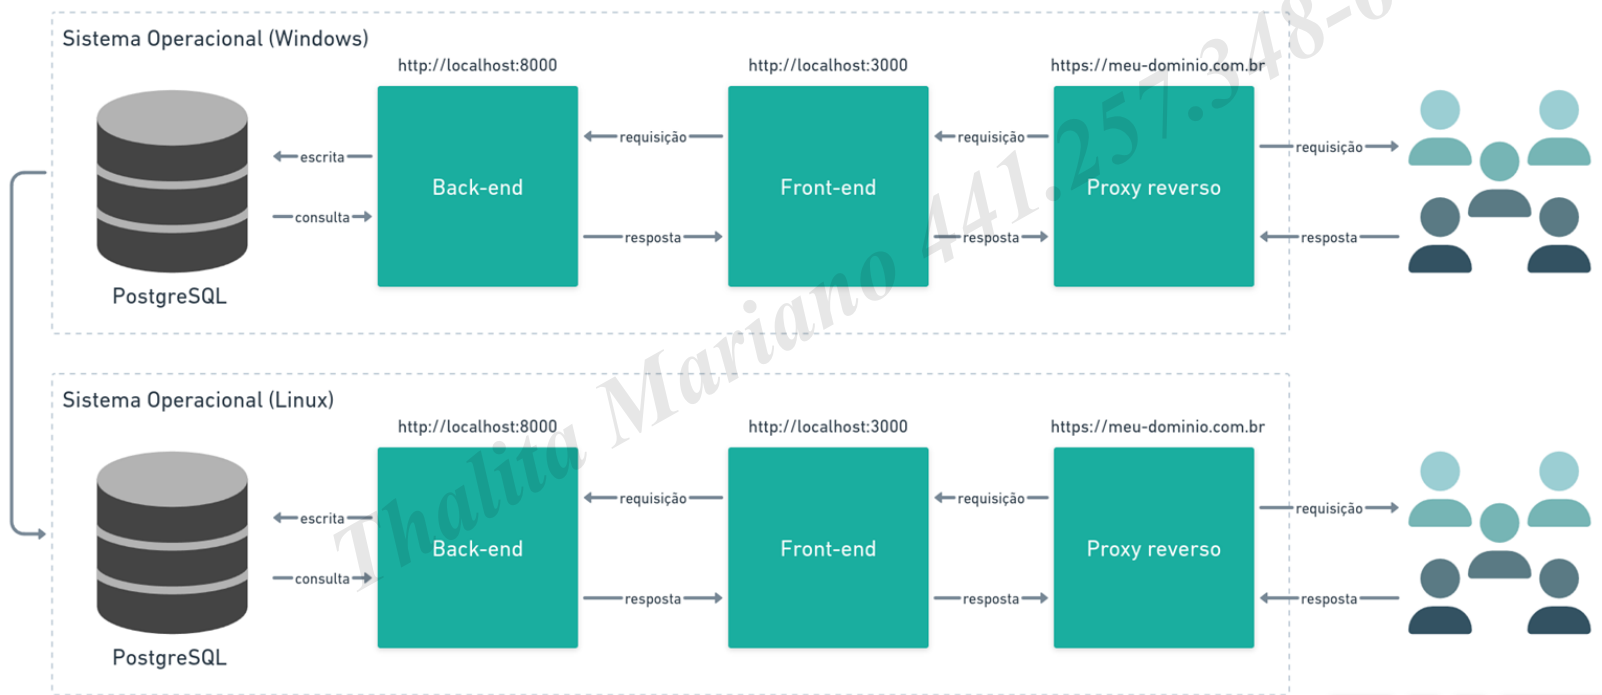 Sistema Operacional (Windows)
http://localhost:8000
http://localhost:3000
https://meu-dominio.com.br
escrita
consulta
PostgreSQL
Back-end
requisição
resposta
Front-end
requisição
resposta
Proxy reverso
requisição
resposta
Thalita Mariano 441.257.348-
Sistema Operacional (Linux)
http://localhost:8000
http://localhost:3000
https://meu-dominio.com.br
escrita
consulta
PostgreSQL
Back-end
requisição
resposta
Front-end
requisição
resposta
Proxy reverso
requisição
resposta